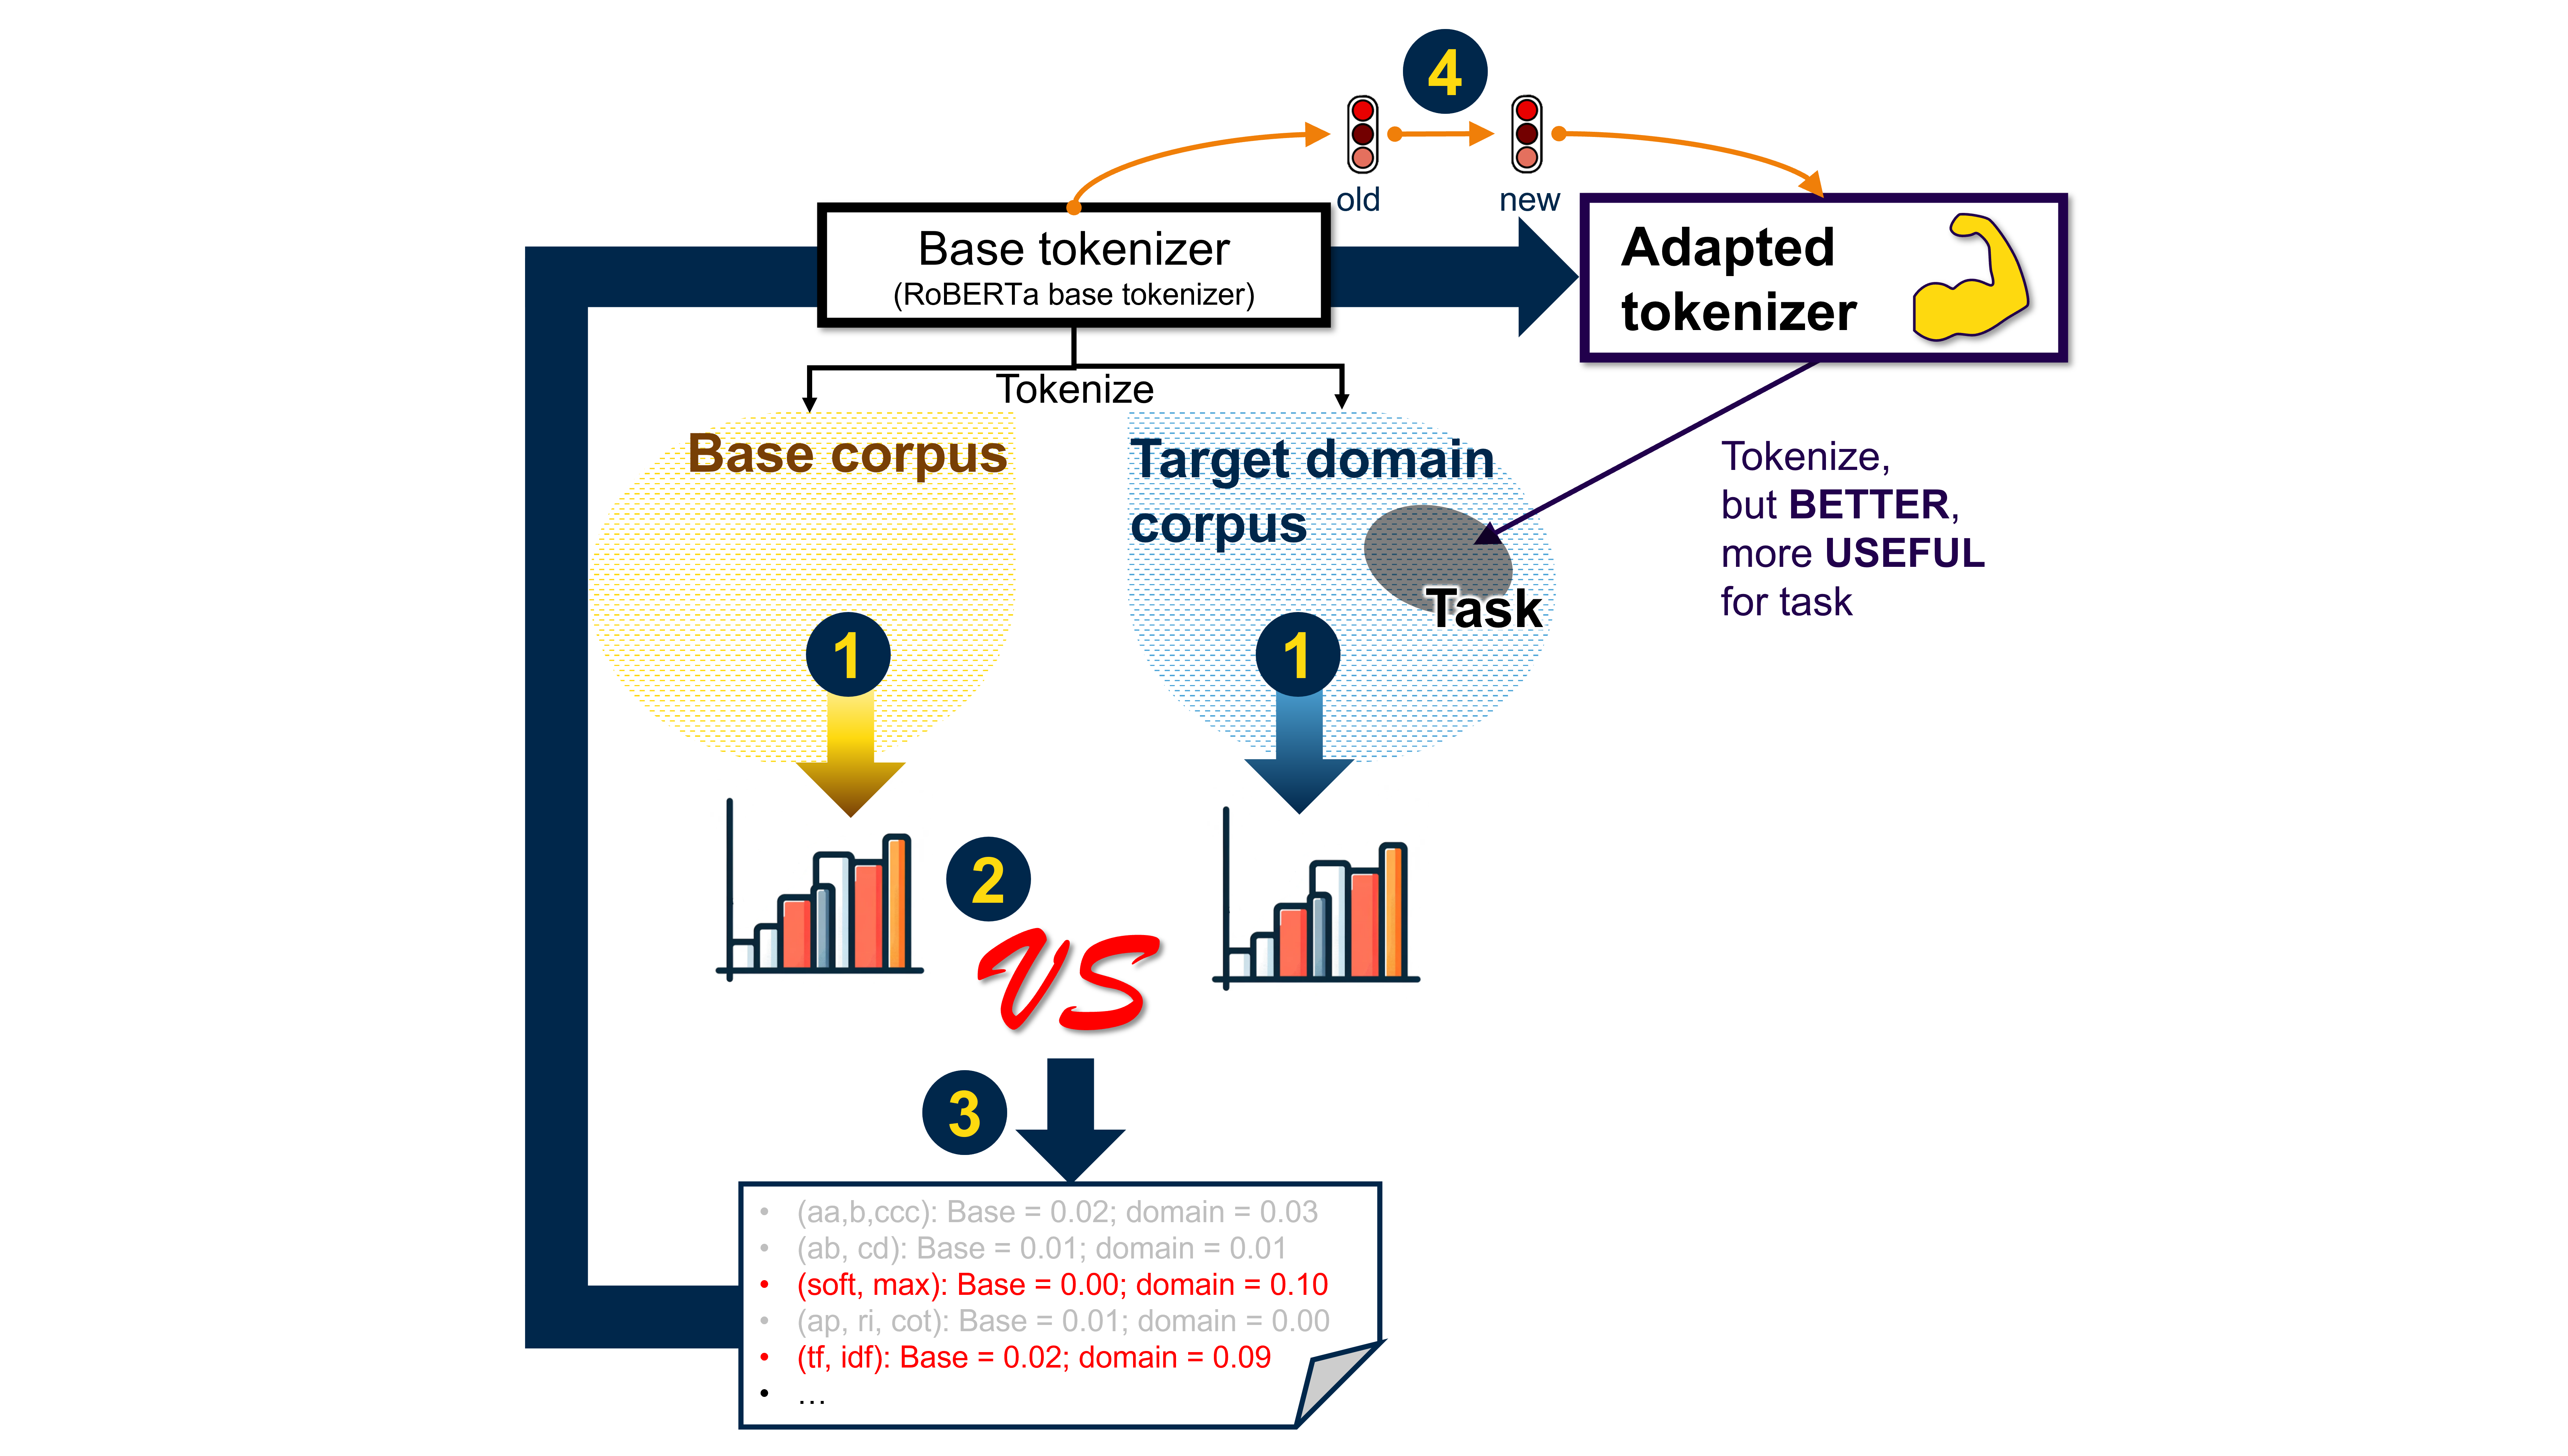 4
old
new
Base tokenizer
(RoBERTa base tokenizer)
Adapted
tokenizer
Tokenize
Base corpus
Target domain
corpus
Task
Tokenize,
but BETTER,
more USEFUL
for task
1
1
2
VS
3
• (aa,b,ccc): Base = 0.02; domain = 0.03
• (ab, cd): Base = 0.01; domain = 0.01
• (soft, max): Base = 0.00; domain = 0.10
• (ap, ri, cot): Base = 0.01; domain = 0.00
• (tf, idf): Base = 0.02; domain = 0.09
• …